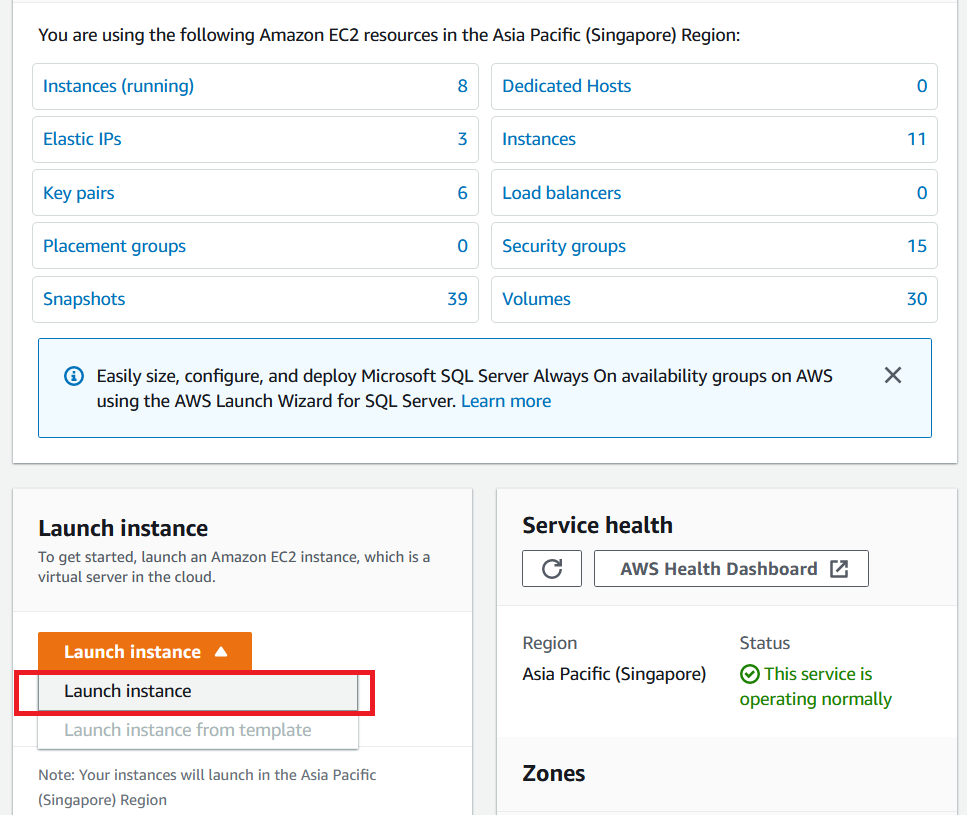 You are using the following Amazon EC2 resources in the Asia Pacific (Singapore) Region:
Instances (running) 8
Dedicated Hosts 0
Elastic IPs 3
Instances 11
Key pairs 6
Load balancers 0
Placement groups 0
Security groups 15
Snapshots 39
Volumes 30
Easily size, configure, and deploy Microsoft SQL Server Always On availability groups on AWS
using the AWS Launch Wizard for SQL Server. Learn more
Launch instance
To get started, launch an Amazon EC2 instance, which is a
virtual server in the cloud.
Launch instance
Launch instance
Launch instance from template
Note: Your instances will launch in the Asia Pacific
(Singapore) Region
Service health
AWS Health Dashboard
Region
Asia Pacific (Singapore)
Status
This service is
operating normally
Zones